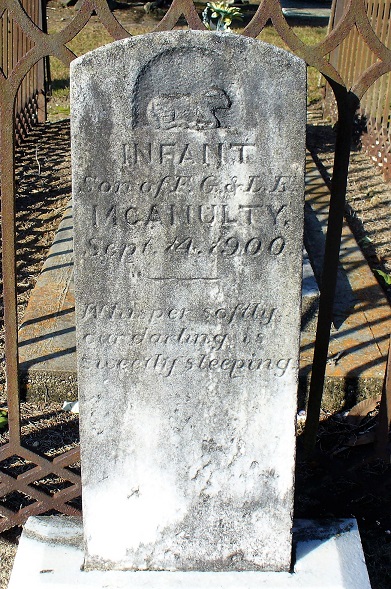 INFANT
Son of F. G. & L. E.
MCANULTY.
Sept. 14, 1900.
Whisper softly,
our darling is
sweetly sleeping.